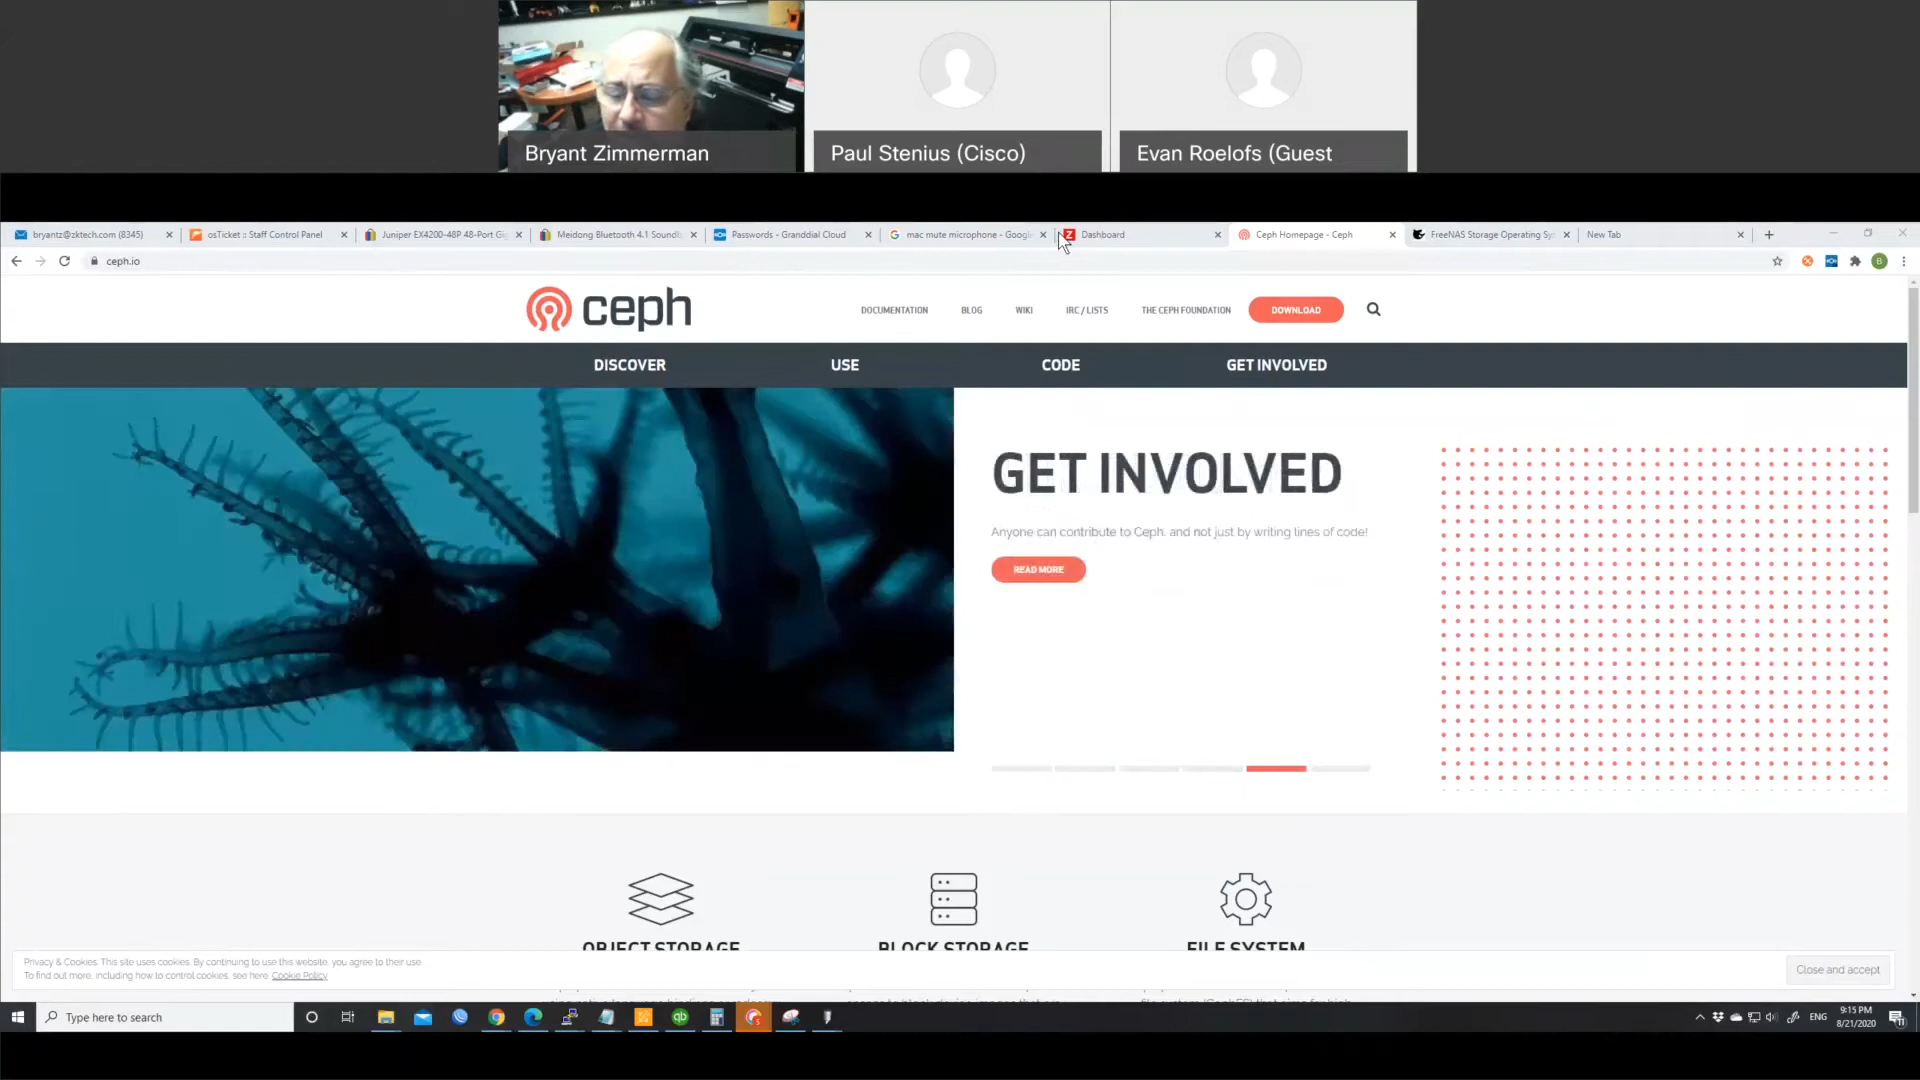 Bryant Zimmerman
Paul Stenius (Cisco)
Evan Roelofs (Guest
bryantz@zktech.com (8345)
osTicket :: Staff Control Panel
Juniper EX4200-48P 48-Port Gig
Meidong Bluetooth 4.1 Soundb
Passwords - Granddial Cloud
mac mute microphone - Google
Dashboard
Ceph Homepage - Ceph
FreeNAS Storage Operating Sy
New Tab
ceph.io
ceph
DOCUMENTATION
BLOG
WIKI
IRC / LISTS
THE CEPH FOUNDATION
DOWNLOAD
DISCOVER
USE
CODE
GET INVOLVED
GET INVOLVED
Anyone can contribute to Ceph, and not just by writing lines of code!
READ MORE
OBJECT STORAGE
BLOCK STORAGE
FILE SYSTEM
Privacy & Cookies: This site uses cookies. By continuing to use this website, you agree to their use.
To find out more, including how to control cookies, see here: Cookie Policy
Close and accept
Type here to search
ENG
9:15 PM
8/21/2020